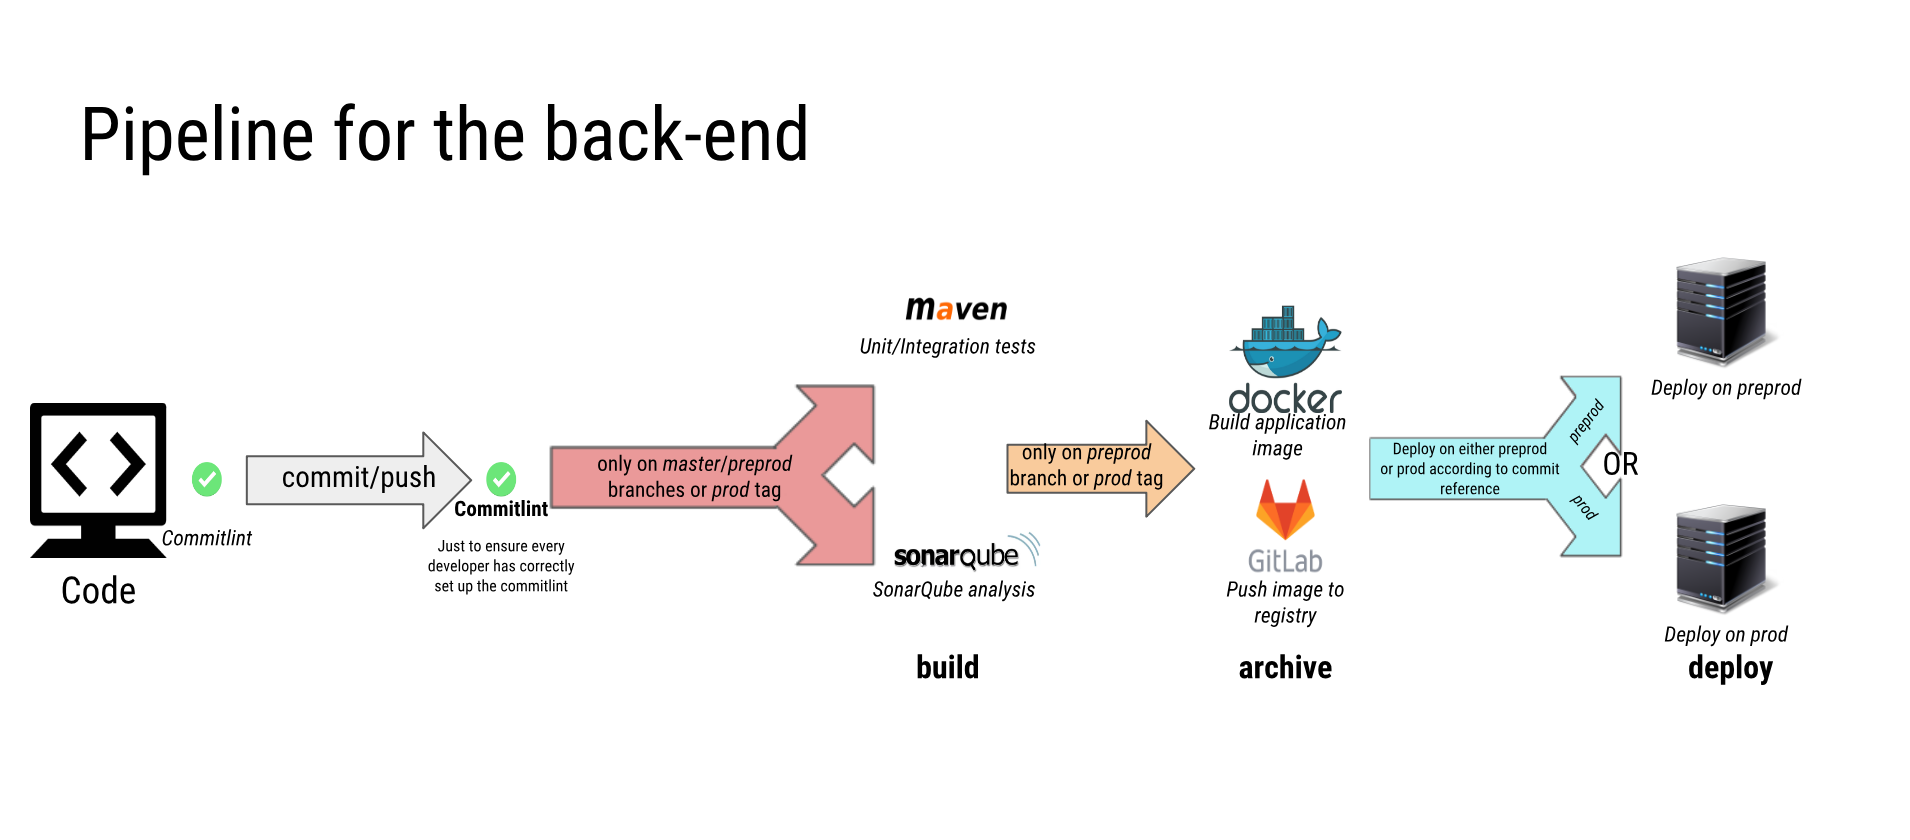 Pipeline for the back-end
Code
Commitlint
commit/push
Commitlint
Just to ensure every
developer has correctly
set up the commitlint
only on master/preprod
branches or prod tag
maven
Unit/Integration tests
sonarqube
SonarQube analysis
build
only on preprod
branch or prod tag
docker
Build application
image
GitLab
Push image to
registry
archive
Deploy on either preprod
or prod according to commit
reference
preprod
OR
prod
Deploy on preprod
Deploy on prod
deploy